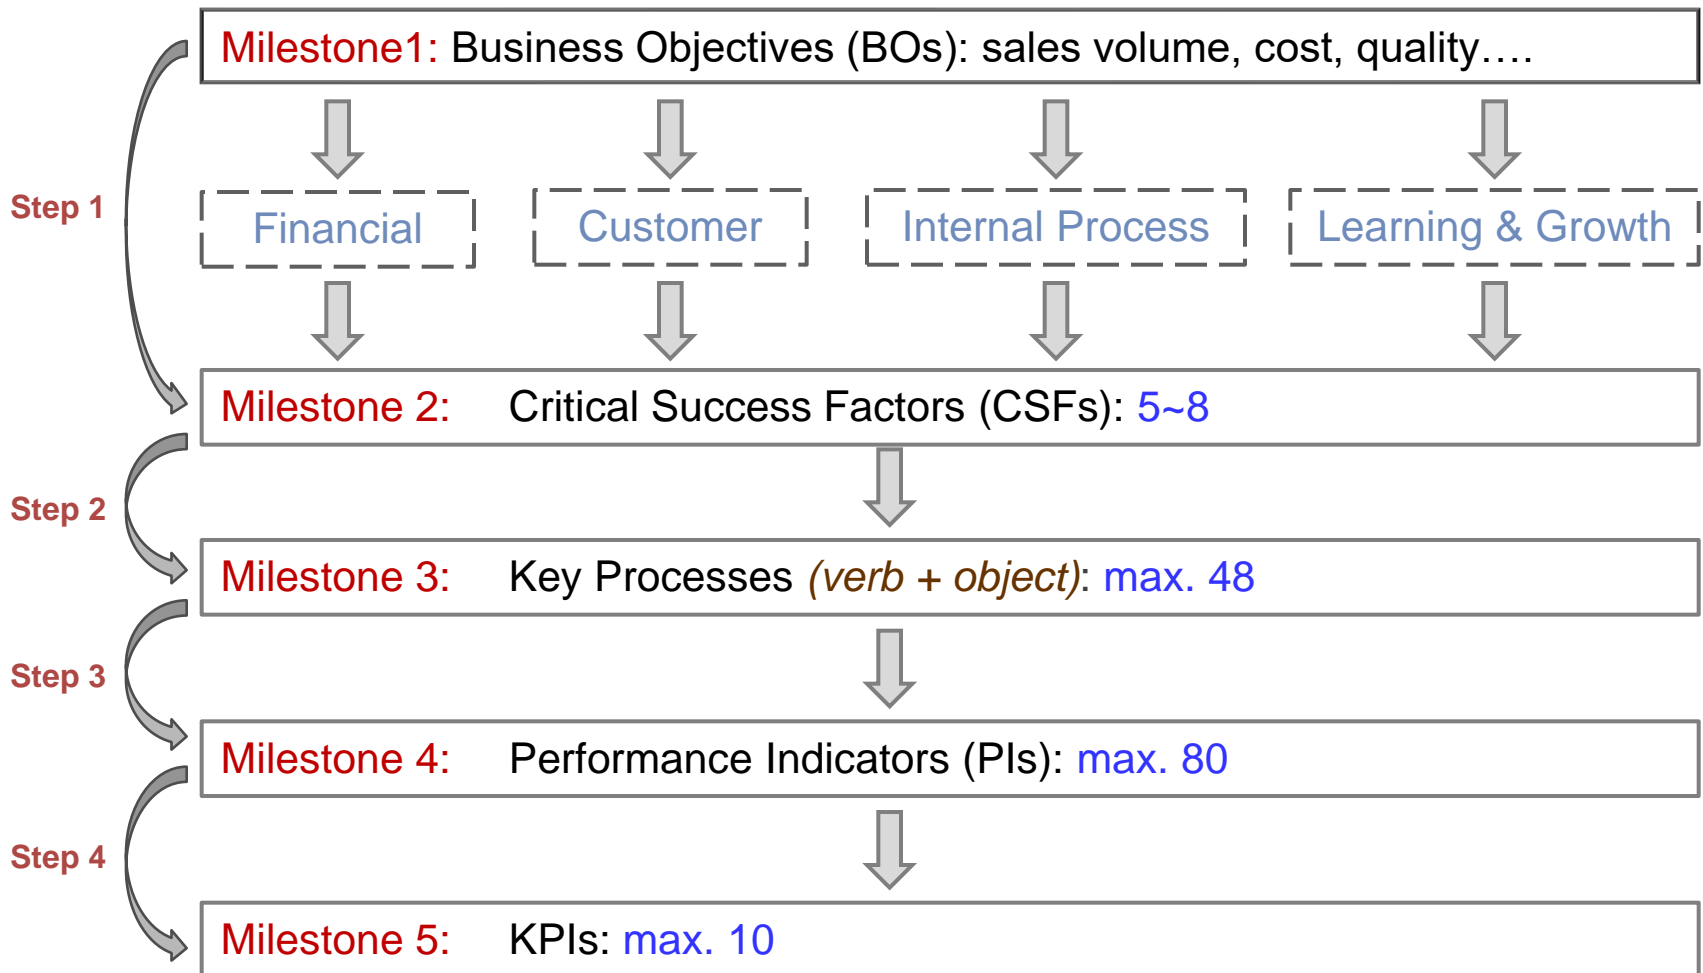 Milestone1: Business Objectives (BOs): sales volume, cost, quality….
Step 1
Financial
Customer
Internal Process
Learning & Growth
Milestone 2: Critical Success Factors (CSFs): 5~8
Step 2
Milestone 3: Key Processes (verb + object): max. 48
Step 3
Milestone 4: Performance Indicators (PIs): max. 80
Step 4
Milestone 5: KPIs: max. 10